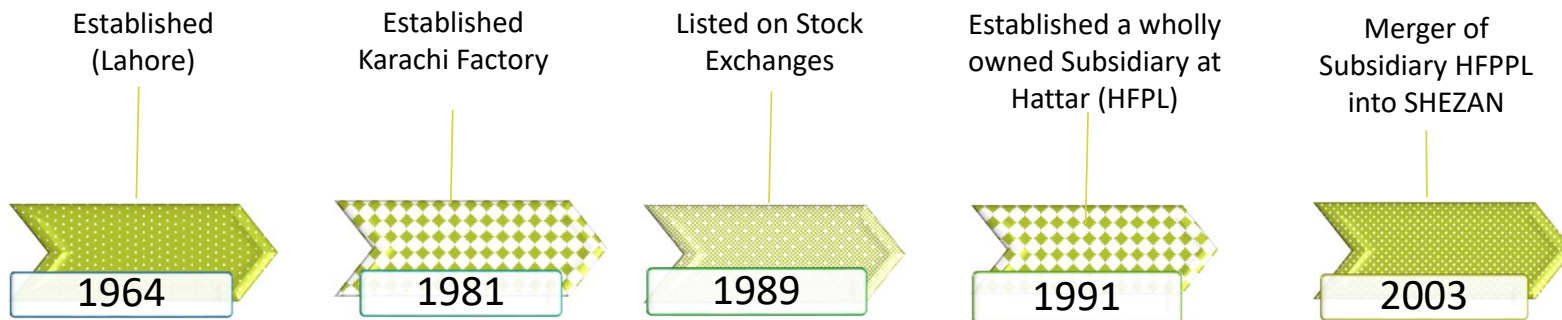 Established
(Lahore)
1964
Established
Karachi Factory
1981
Listed on Stock
Exchanges
1989
Established a wholly
owned Subsidiary at
Hattar (HFPL)
1991
Merger of
Subsidiary HFPPL
into SHEZAN
2003